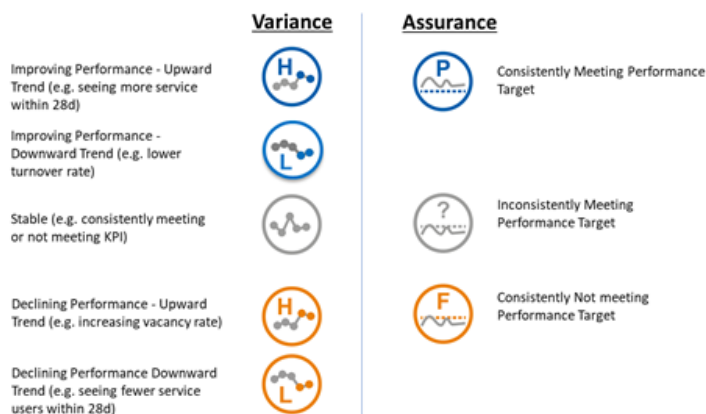 Variance
Assurance
Improving Performance - Upward
Trend (e.g. seeing more service
within 28d)
H
P
Consistently Meeting Performance
Target
Improving Performance -
Downward Trend (e.g. lower
turnover rate)
L
Stable (e.g. consistently meeting
or not meeting KPI)
?
Inconsistently Meeting
Performance Target
Declining Performance - Upward
Trend (e.g. increasing vacancy rate)
H
F
Consistently Not meeting
Performance Target
Declining Performance Downward
Trend (e.g. seeing fewer service
users within 28d)
L